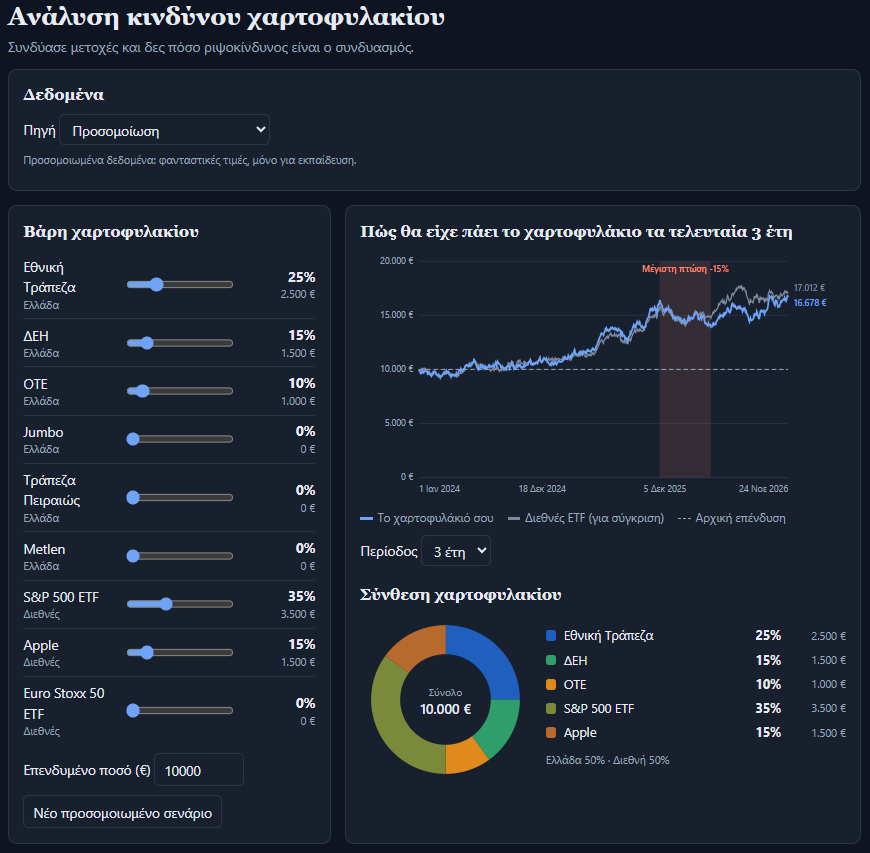 Ανάλυση κινδύνου χαρτοφυλακίου
Συνδύασε μετοχές και δες πόσο ριψοκίνδυνος είναι ο συνδυασμός.
Δεδομένα
Πηγή Προσομοίωση
Προσομοιωμένα δεδομένα: φανταστικές τιμές, μόνο για εκπαίδευση.
Βάρη χαρτοφυλακίου
Εθνική
Τράπεζα
Ελλάδα
25%
2.500 €
ΔΕΗ
Ελλάδα
15%
1.500 €
ΟΤΕ
Ελλάδα
10%
1.000 €
Jumbo
Ελλάδα
0%
0 €
Τράπεζα
Πειραιώς
Ελλάδα
0%
0 €
Metlen
Ελλάδα
0%
0 €
S&P 500 ETF
Διεθνές
35%
3.500 €
Apple
Διεθνές
15%
1.500 €
Euro Stoxx 50
ETF
Διεθνές
0%
0 €
Επενδυμένο ποσό (€) 10000
Νέο προσομοιωμένο σενάριο
Πώς θα είχε πάει το χαρτοφυλάκιο τα τελευταία 3 έτη
20.000 €
15.000 €
10.000 €
5.000 €
0 €
Μέγιστη πτώση -15%
17.012 €
16.678 €
1 Ιαν 2024 18 Δεκ 2024 5 Δεκ 2025 24 Νοε 2026
Το χαρτοφυλάκιό σου Διεθνές ETF (για σύγκριση) Αρχική επένδυση
Περίοδος 3 έτη
Σύνθεση χαρτοφυλακίου
Σύνολο
10.000 €
Εθνική Τράπεζα 25% 2.500 €
ΔΕΗ 15% 1.500 €
ΟΤΕ 10% 1.000 €
S&P 500 ETF 35% 3.500 €
Apple 15% 1.500 €
Ελλάδα 50% · Διεθνή 50%